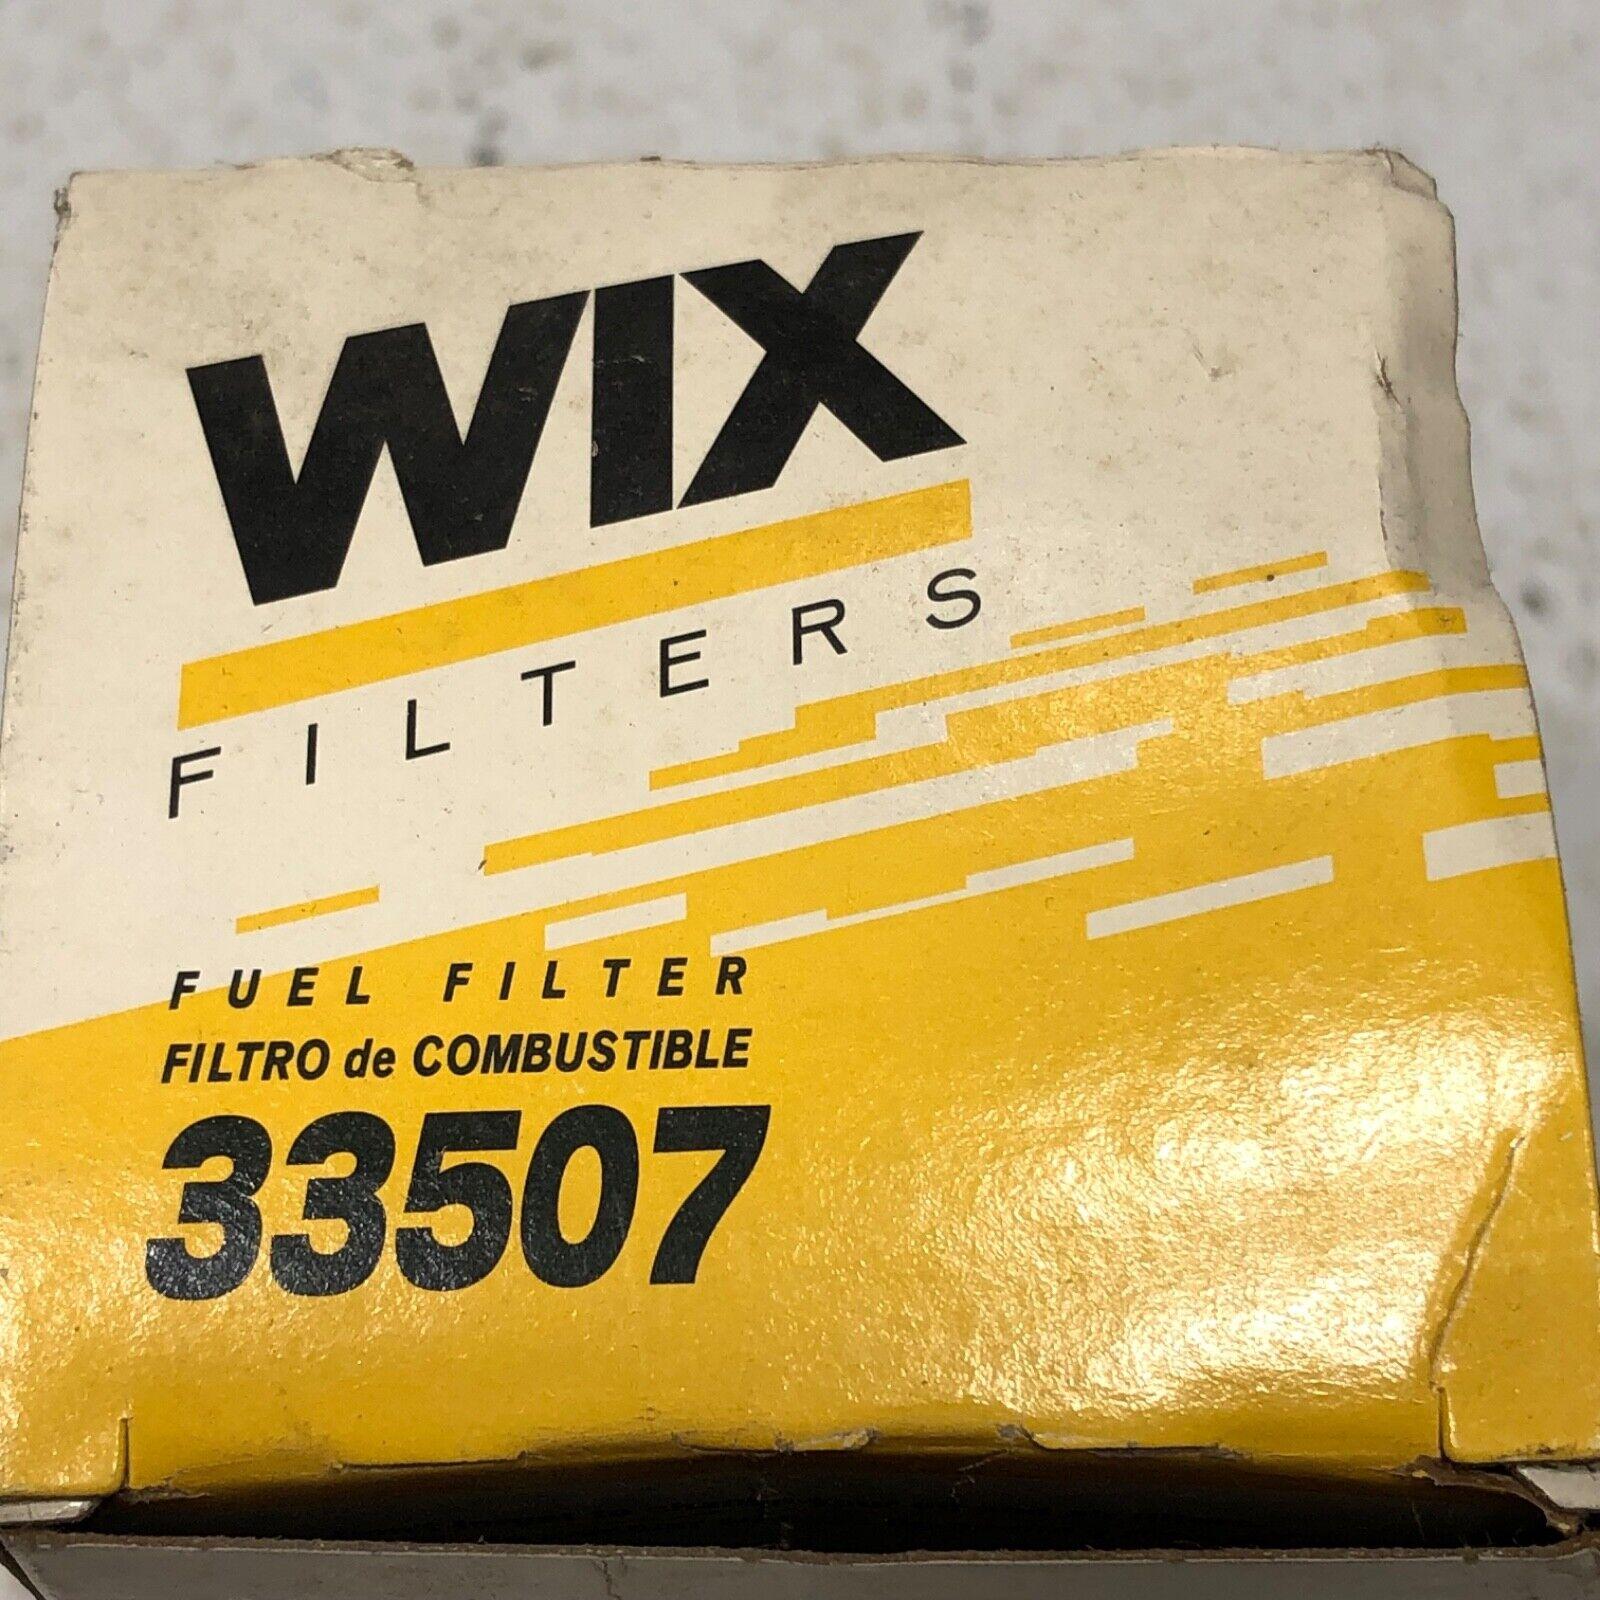 WIX
FILTERS
FUEL FILTER
FILTRO de COMBUSTIBLE
33507